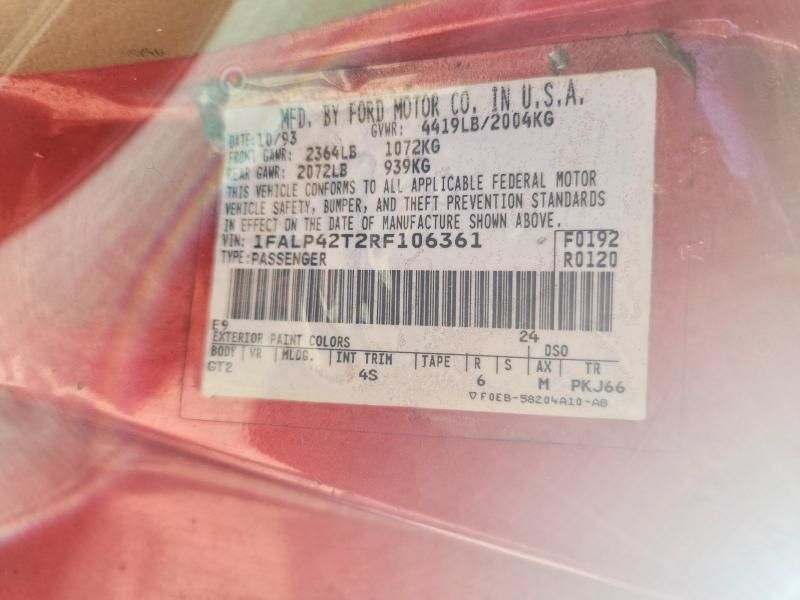 MFD. BY FORD MOTOR CO. IN U.S.A.
DATE:10/93 GVWR: 4419LB/2004KG
FRONT GAWR: 2364LB 1072KG
REAR GAWR: 2072LB 939KG
THIS VEHICLE CONFORMS TO ALL APPLICABLE FEDERAL MOTOR
VEHICLE SAFETY, BUMPER, AND THEFT PREVENTION STANDARDS
IN EFFECT ON THE DATE OF MANUFACTURE SHOWN ABOVE.
VIN: 1FALP42T2RF106361 F0192
TYPE:PASSENGER R0120
E9 24
EXTERIOR PAINT COLORS DSO
BODY VR MLDG. INT TRIM TAPE R S AX TR
GT2 4S 6 M PKJ66
▽F0EB-58204A10-AB